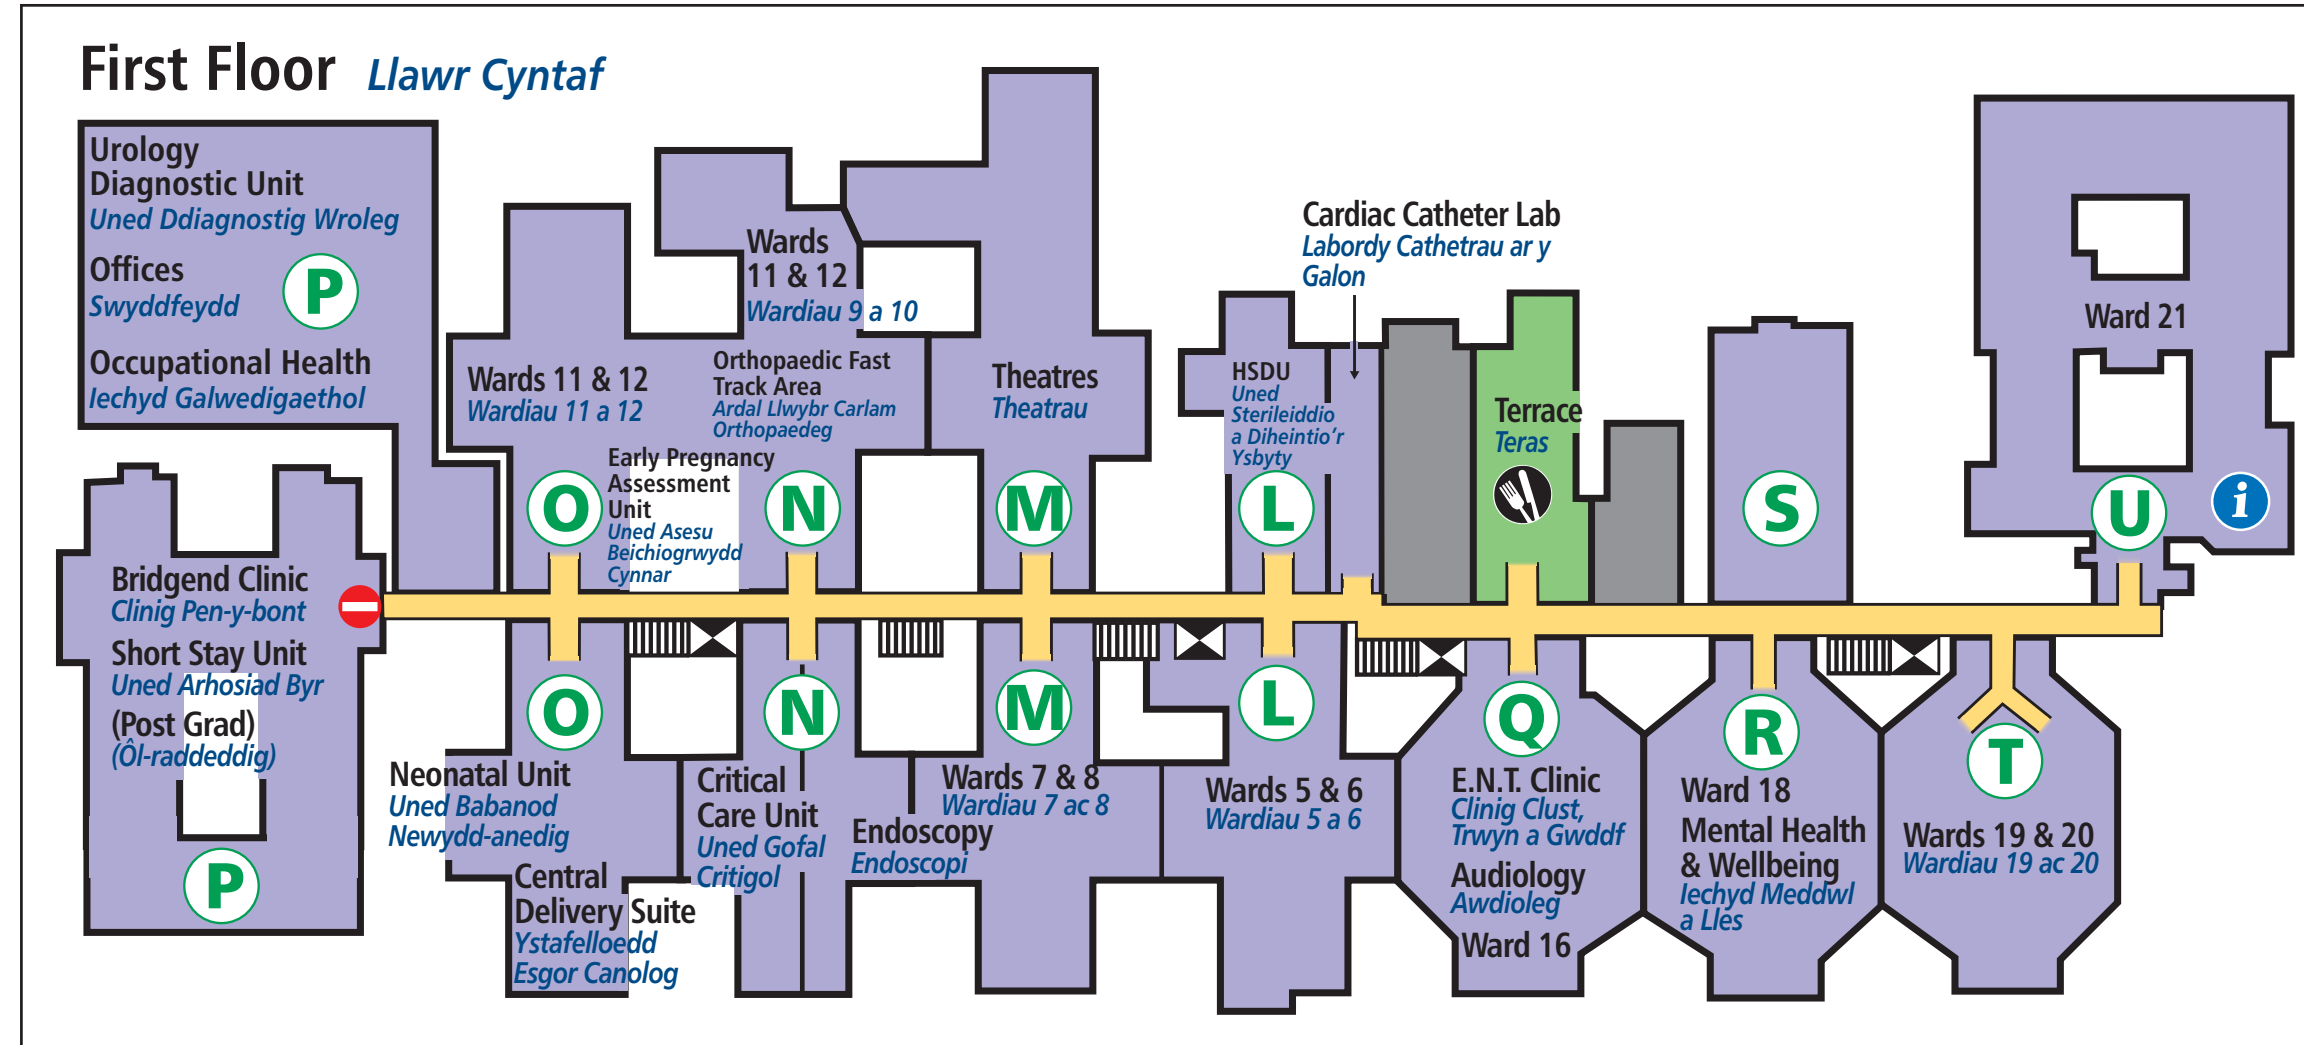 First Floor Llawr Cyntaf
Urology
Diagnostic Unit
Uned Ddiagnostig Wroleg
Offices
Swyddfeydd
P
Occupational Health
Iechyd Galwedigaethol
Wards 11 & 12
Wardiau 11 a 12
Wards
11 & 12
Wardiau 9 a 10
Orthopaedic Fast
Track Area
Ardal Llwybr Carlam
Orthopaedeg
Early Pregnancy
Assessment
Unit
Uned Asesu
Beichiogrwydd
Cynnar
Theatres
Theatrau
HSDU
Uned
Sterileiddio
a Diheintio'r
Ysbyty
Cardiac Catheter Lab
Labordy Cathetrau ar y
Galon
Terrace
Teras
Ward 21
O
N
M
L
S
U
i
Bridgend Clinic
Clinig Pen-y-bont
Short Stay Unit
Uned Arhosiad Byr
(Post Grad)
(Ôl-raddeddig)
P
O
N
M
L
Q
R
T
Neonatal Unit
Uned Babanod
Newydd-anedig
Central
Delivery Suite
Ystafelloedd
Esgor Canolog
Critical
Care Unit
Uned Gofal
Critigol
Endoscopy
Endoscopi
Wards 7 & 8
Wardiau 7 ac 8
Wards 5 & 6
Wardiau 5 a 6
E.N.T. Clinic
Clinig Clust,
Trwyn a Gwddf
Audiology
Awdioleg
Ward 16
Ward 18
Mental Health
& Wellbeing
Iechyd Meddwl
a Lles
Wards 19 & 20
Wardiau 19 ac 20